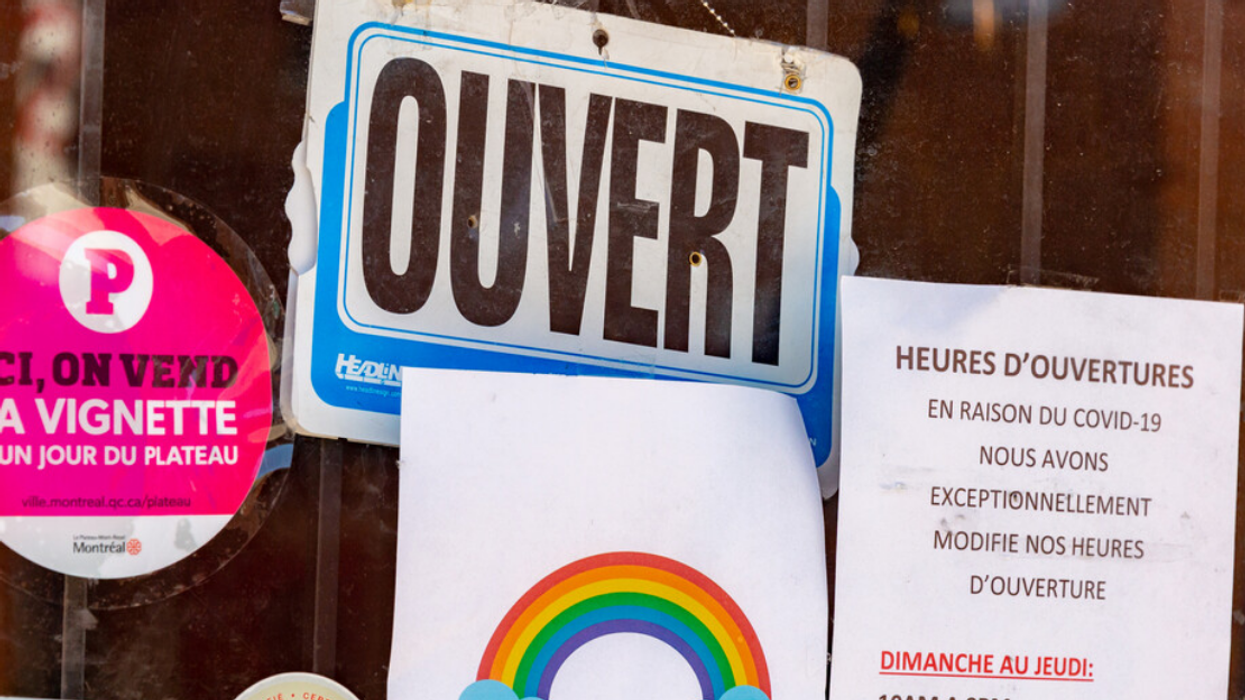 OUVERT
HEADLIN
P
CI, ON VEND
A VIGNETTE
UN JOUR DU PLATEAU
ville.montreal.qc.ca/plateau
Montréal
HEURES D'OUVERTURES
EN RAISON DU COVID-19
NOUS AVONS
EXCEPTIONNELLEMENT
MODIFIE NOS HEURES
D'OUVERTURE
DIMANCHE AU JEUDI: